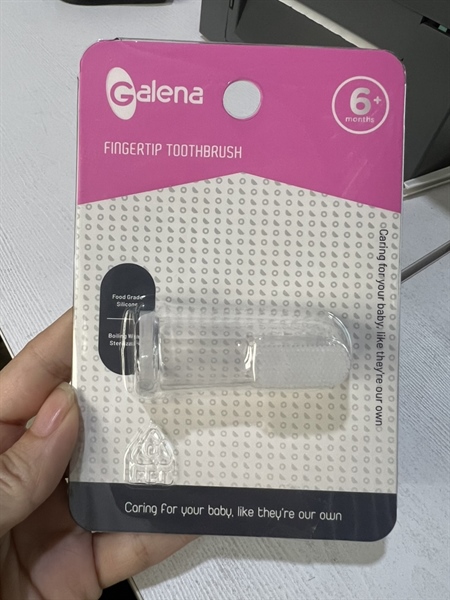 Galena
6+
months
FINGERTIP TOOTHBRUSH
Caring for your baby, like they're our own
Food Grade
Silicone
Boiling
Caring for your baby, like they're our own